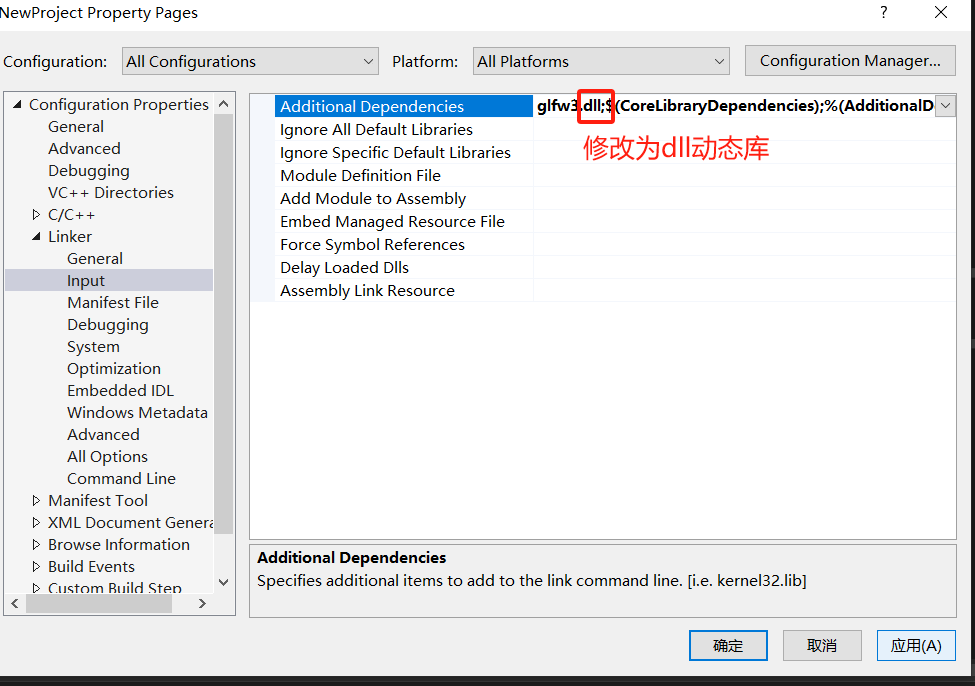 NewProject Property Pages
?
Configuration: All Configurations Platform: All Platforms Configuration Manager...
Configuration Properties
General
Advanced
Debugging
VC++ Directories
C/C++
Linker
General
Input
Manifest File
Debugging
System
Optimization
Embedded IDL
Windows Metadata
Advanced
All Options
Command Line
Manifest Tool
XML Document Genera
Browse Information
Build Events
Custom Build Step
Additional Dependencies glfw3.dll;$(CoreLibraryDependencies);%(AdditionalD
Ignore All Default Libraries
修改为dll动态库
Ignore Specific Default Libraries
Module Definition File
Add Module to Assembly
Embed Managed Resource File
Force Symbol References
Delay Loaded Dlls
Assembly Link Resource
Additional Dependencies
Specifies additional items to add to the link command line. [i.e. kernel32.lib]
确定 取消 应用(A)